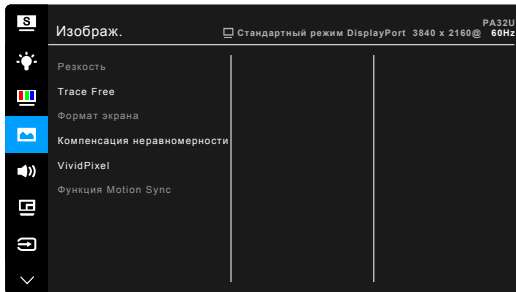 S
PA32U
Изображ.
Стандартный режим DisplayPort 3840 x 2160@ 60Hz
Резкость
Trace Free
Формат экрана
Компенсация неравномерности
VividPixel
Функция Motion Sync